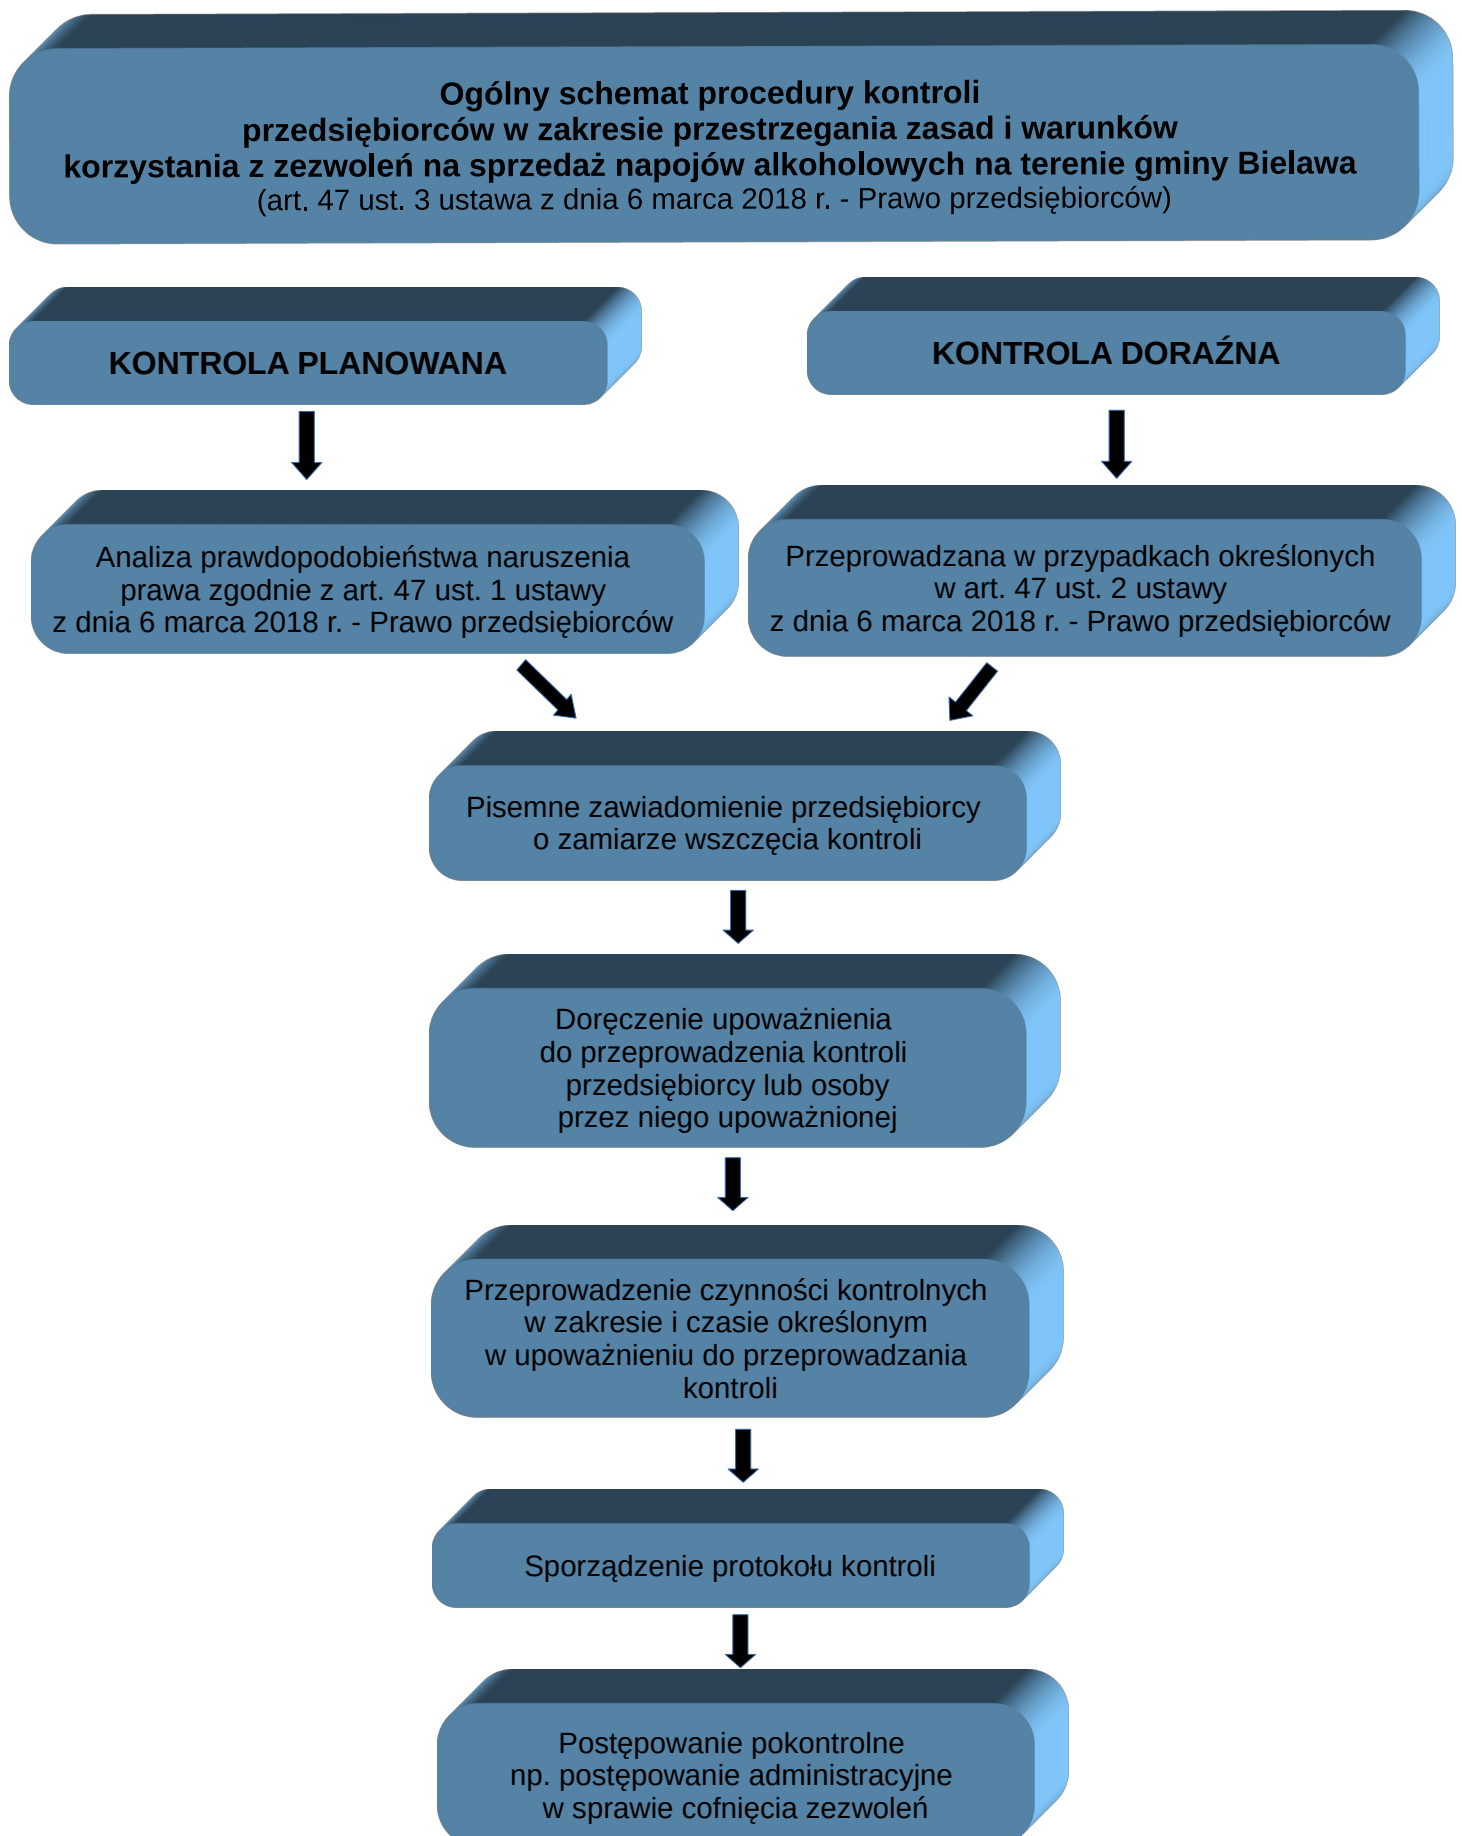 Ogólny schemat procedury kontroli
przedsiębiorców w zakresie przestrzegania zasad i warunków
korzystania z zezwoleń na sprzedaż napojów alkoholowych na terenie gminy Bielawa
(art. 47 ust. 3 ustawa z dnia 6 marca 2018 r. - Prawo przedsiębiorców)
KONTROLA PLANOWANA
KONTROLA DORAŹNA
Analiza prawdopodobieństwa naruszenia
prawa zgodnie z art. 47 ust. 1 ustawy
z dnia 6 marca 2018 r. - Prawo przedsiębiorców
Przeprowadzana w przypadkach określonych
w art. 47 ust. 2 ustawy
z dnia 6 marca 2018 r. - Prawo przedsiębiorców
Pisemne zawiadomienie przedsiębiorcy
o zamiarze wszczęcia kontroli
Doręczenie upoważnienia
do przeprowadzenia kontroli
przedsiębiorcy lub osoby
przez niego upoważnionej
Przeprowadzenie czynności kontrolnych
w zakresie i czasie określonym
w upoważnieniu do przeprowadzania
kontroli
Sporządzenie protokołu kontroli
Postępowanie pokontrolne
np. postępowanie administracyjne
w sprawie cofnięcia zezwoleń